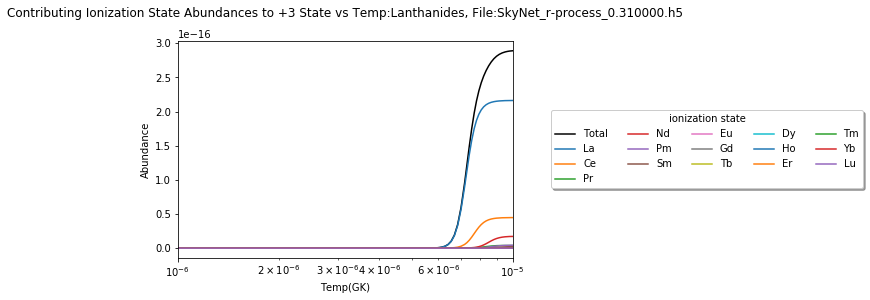 Contributing Ionization State Abundances to +3 State vs Temp:Lanthanides, File:SkyNet_r-process_0.310000.h5
1e−16
3.0
2.5
2.0
1.5
1.0
0.5
0.0
Abundance
10⁻⁶
2 × 10⁻⁶
3 × 10⁻⁶
4 × 10⁻⁶
6 × 10⁻⁶
10⁻⁵
Temp(GK)
ionization state
Total Nd Eu Dy Tm
La Pm Gd Ho Yb
Ce Sm Tb Er Lu
Pr